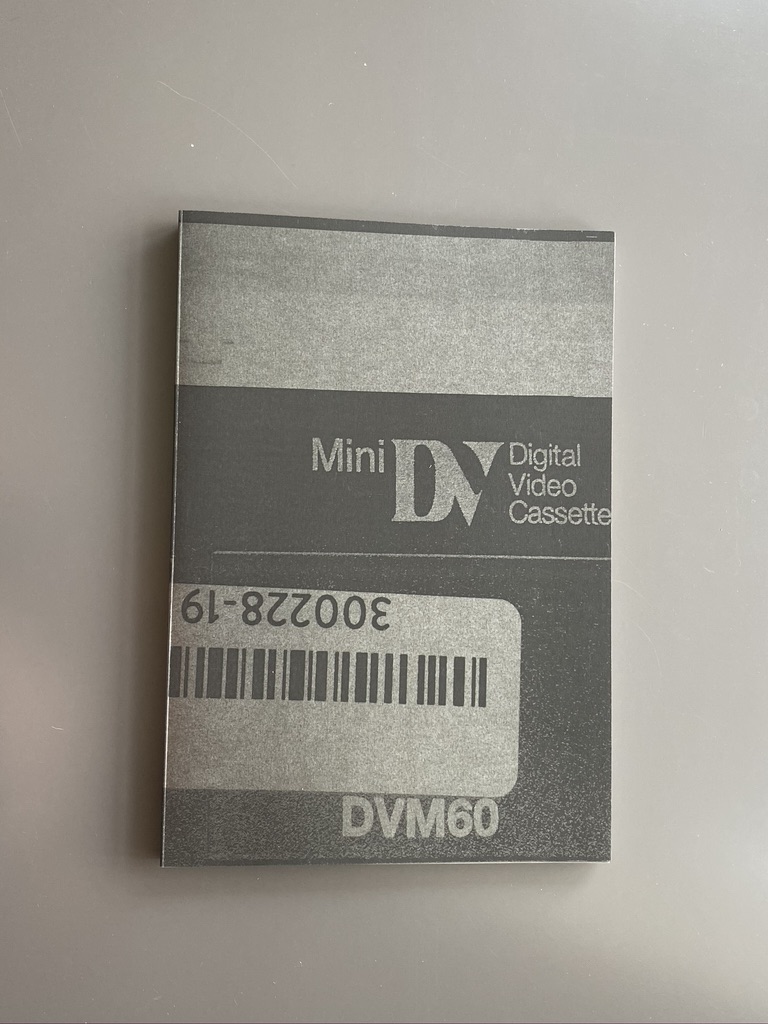 Mini DV Digital
Video
Cassette
300228-19
DVM60